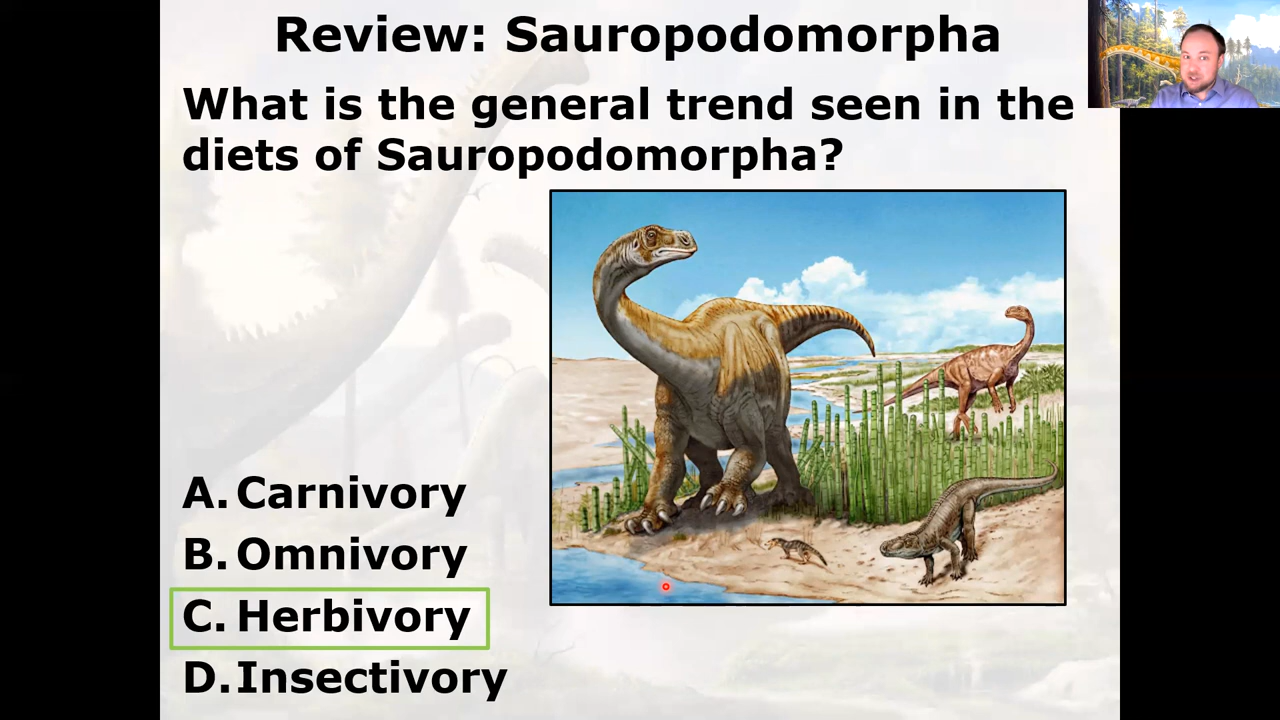 Review: Sauropodomorpha
What is the general trend seen in the
diets of Sauropodomorpha?
A. Carnivory
B. Omnivory
C. Herbivory
D. Insectivory